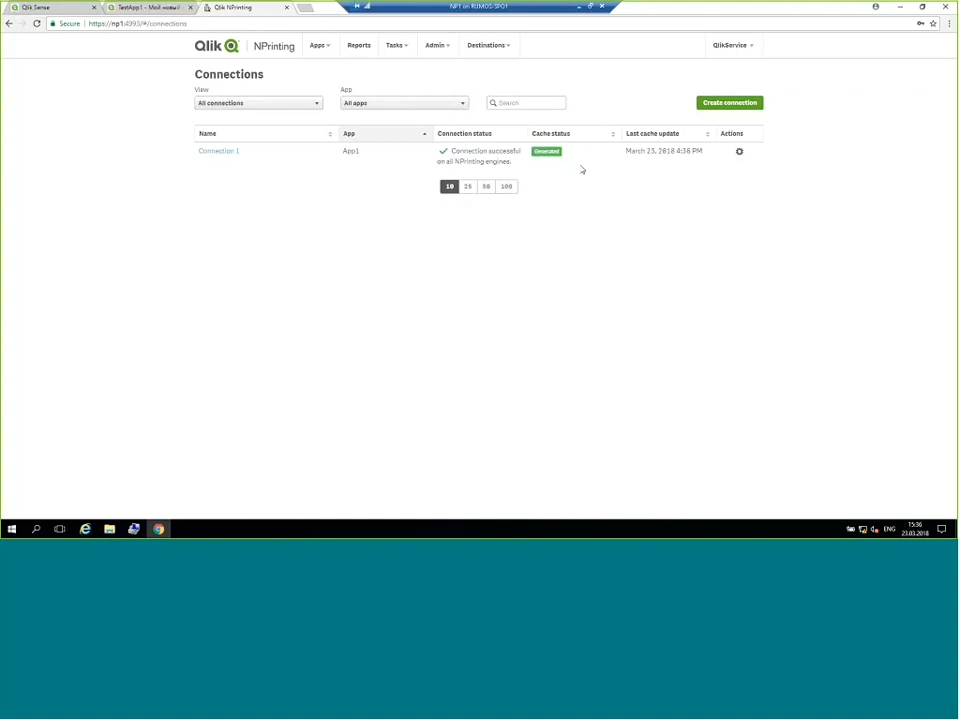 Qlik Sense
TestApp1 - Мой новый
Qlik NPrinting
NP1 on RUMOS-SPO1
Secure
https://np1:4993/#/connections
Qlik
NPrinting
Apps
Reports
Tasks
Admin
Destinations
QlikService
Connections
View
App
All connections
All apps
Search
Create connection
Name
App
Connection status
Cache status
Last cache update
Actions
Connection 1
App1
Connection successful
on all NPrinting engines.
Generated
March 23, 2018 4:36 PM
10
25
50
100
ENG
15:36
23.03.2018